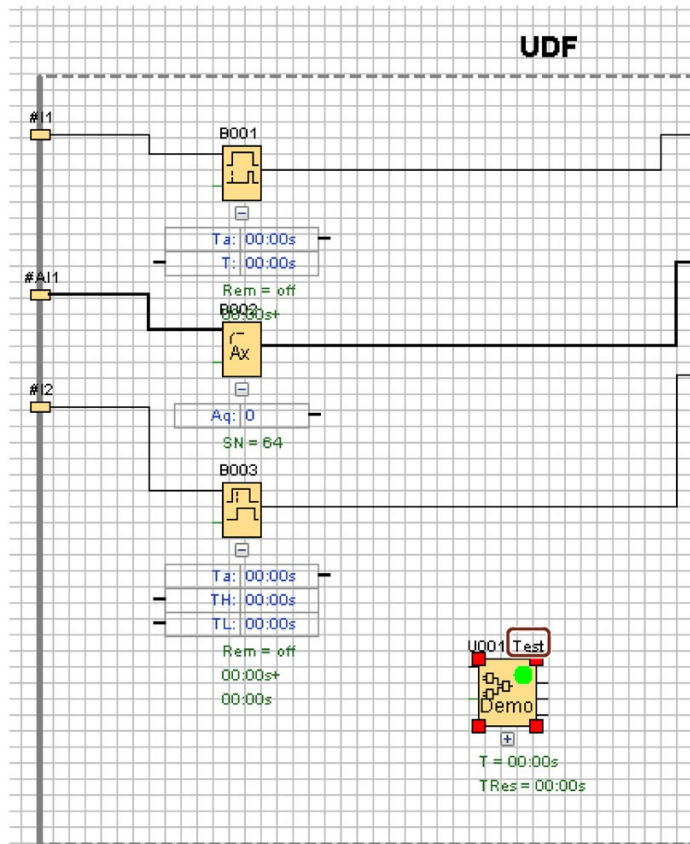 UDF
#I1
B001
Ta: 00:00s
T: 00:00s
Rem = off
00:00s+
#AI1
B002
Ax
Aq: 0
SN = 64
#I2
B003
Ta: 00:00s
TH: 00:00s
TL: 00:00s
Rem = off
00:00s+
00:00s
U001 Test
Demo
T = 00:00s
TRes = 00:00s